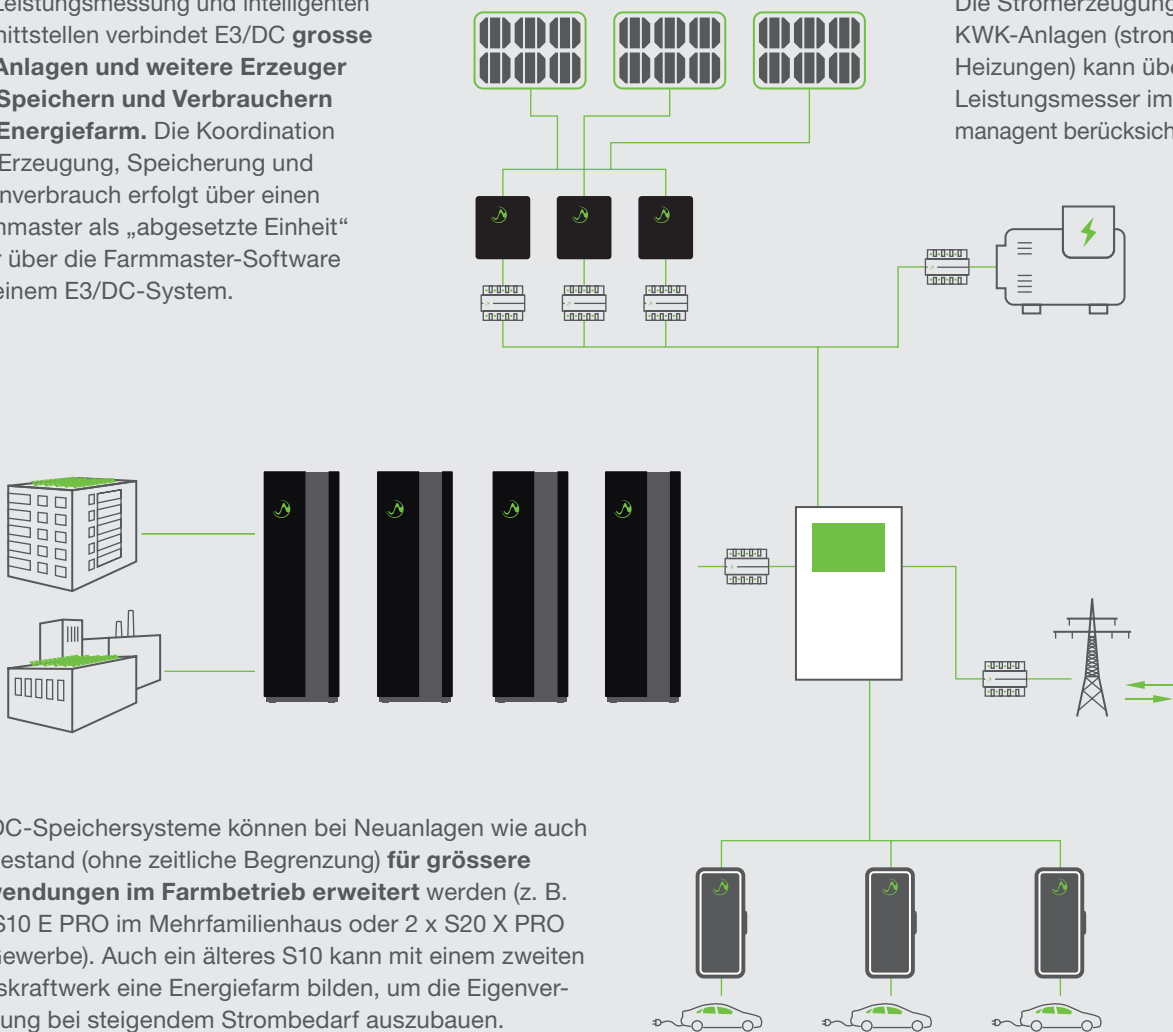 Leistungsmessung und intelligenten
nittstellen verbindet E3/DC grosse
Anlagen und weitere Erzeuger
Speichern und Verbrauchern
Energiefarm. Die Koordination
Erzeugung, Speicherung und
nverbrauch erfolgt über einen
nmaster als „abgesetzte Einheit“
r über die Farmmaster-Software
einem E3/DC-System.
Die Stromerzeugung
KWK-Anlagen (strom
Heizungen) kann übe
Leistungsmesser im
managent berücksich
DC-Speichersysteme können bei Neuanlagen wie auch
estand (ohne zeitliche Begrenzung) für grössere
vendungen im Farmbetrieb erweitert werden (z. B.
S10 E PRO im Mehrfamilienhaus oder 2 x S20 X PRO
Gewerbe). Auch ein älteres S10 kann mit einem zweiten
skraftwerk eine Energiefarm bilden, um die Eigenver-
ung bei steigendem Strombedarf auszubauen.